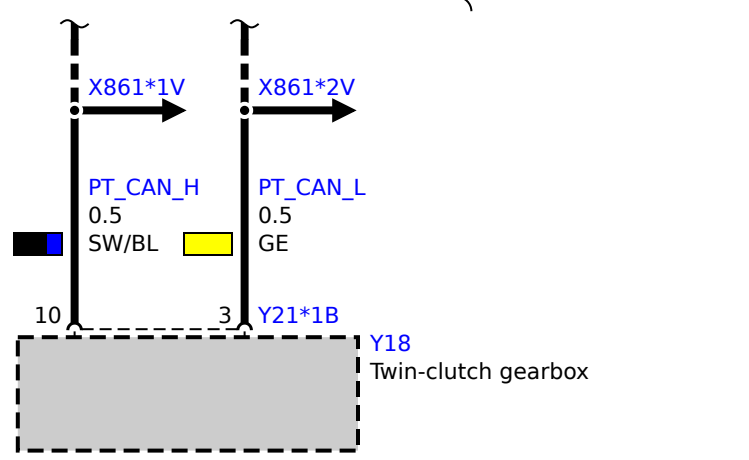 X861*1V
X861*2V
PT_CAN_H
PT_CAN_L
0.5
0.5
SW/BL
GE
10
3
Y21*1B
Y18
Twin-clutch gearbox